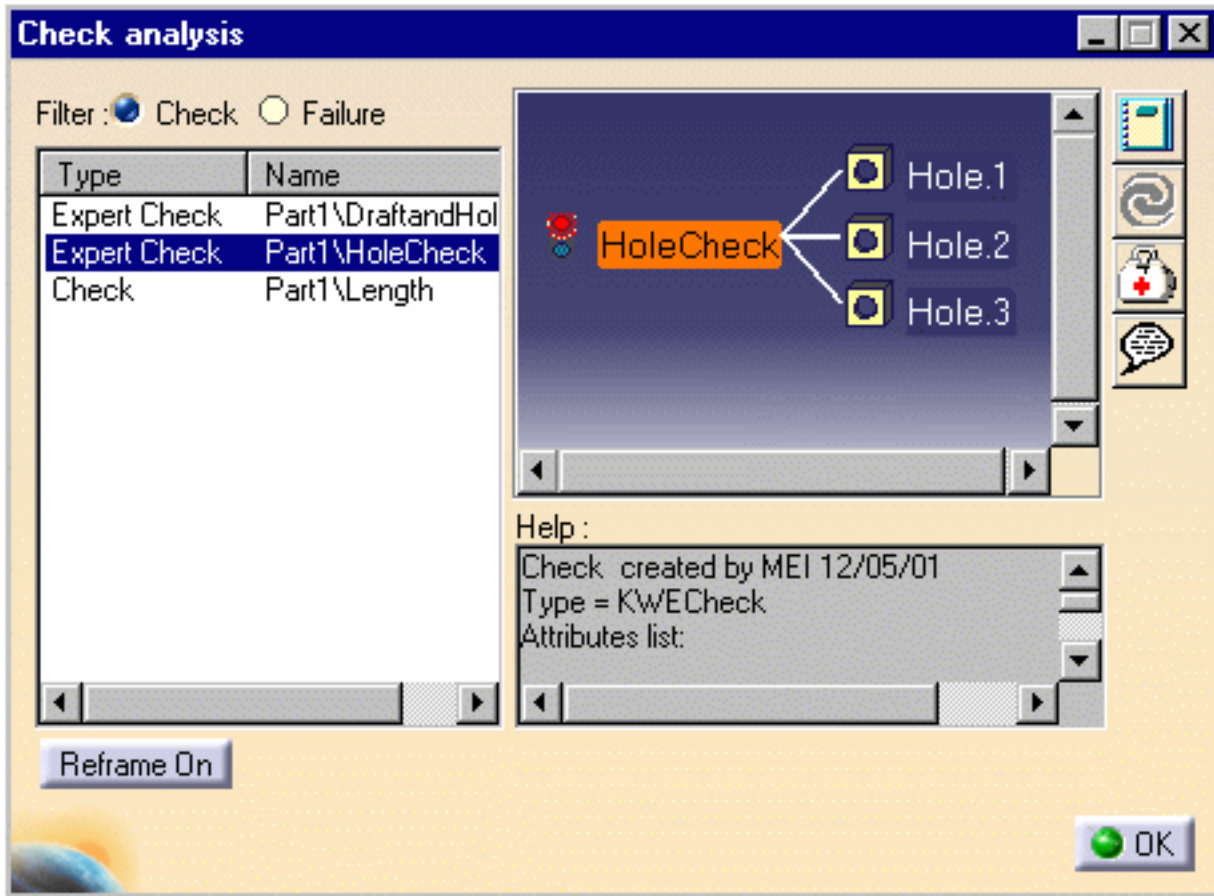 Check analysis
Filter : Check Failure
Type Name
Expert Check Part1\DraftandHol
Expert Check Part1\HoleCheck
Check Part1\Length
HoleCheck
Hole.1
Hole.2
Hole.3
Help :
Check created by MEI 12/05/01
Type = KWECheck
Attributes list:
Reframe On
OK